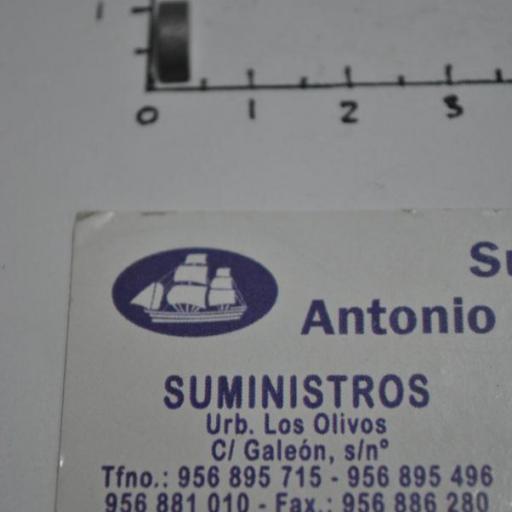 1
0 1 2 3
Antonio
SUMINISTROS
Urb. Los Olivos
C/ Galeón, s/nº
Tfno.: 956 895 715 - 956 895 496
956 881 010 - Fax.: 956 886 280